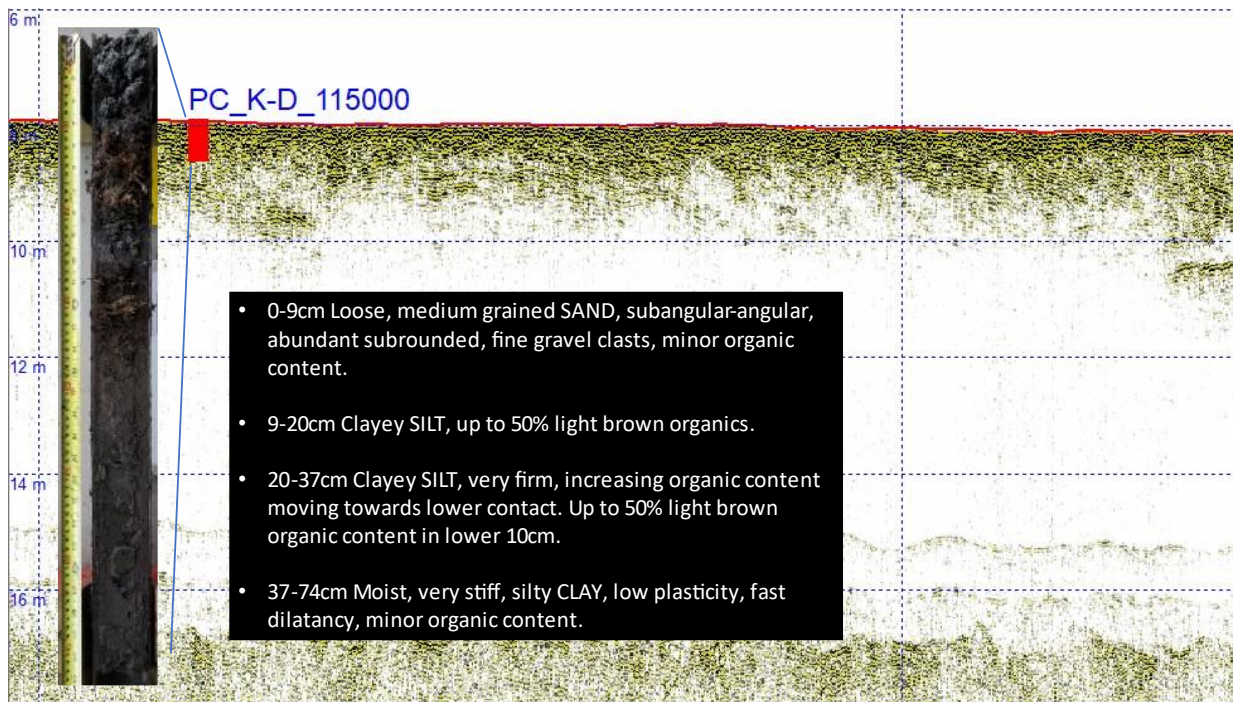 6 m
PC_K-D_115000
10 m
• 0-9cm Loose, medium grained SAND, subangular-angular,
abundant subrounded, fine gravel clasts, minor organic
content.
• 9-20cm Clayey SILT, up to 50% light brown organics.
12 m
• 20-37cm Clayey SILT, very firm, increasing organic content
moving towards lower contact. Up to 50% light brown
organic content in lower 10cm.
14 m
• 37-74cm Moist, very stiff, silty CLAY, low plasticity, fast
dilatancy, minor organic content.
16 m